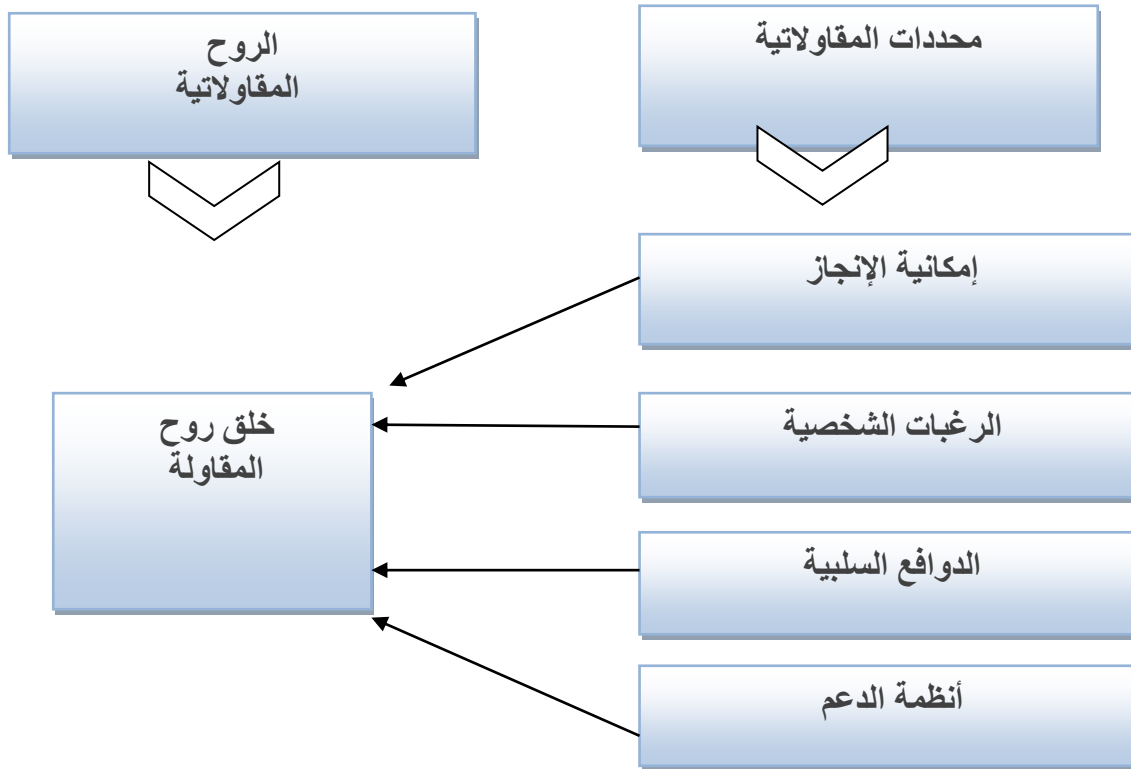 محددات المقاولاتية
الروح
المقاولاتية
إمكانية الإنجاز
الرغبات الشخصية
الدوافع السلبية
أنظمة الدعم
خلق روح
المقاولة